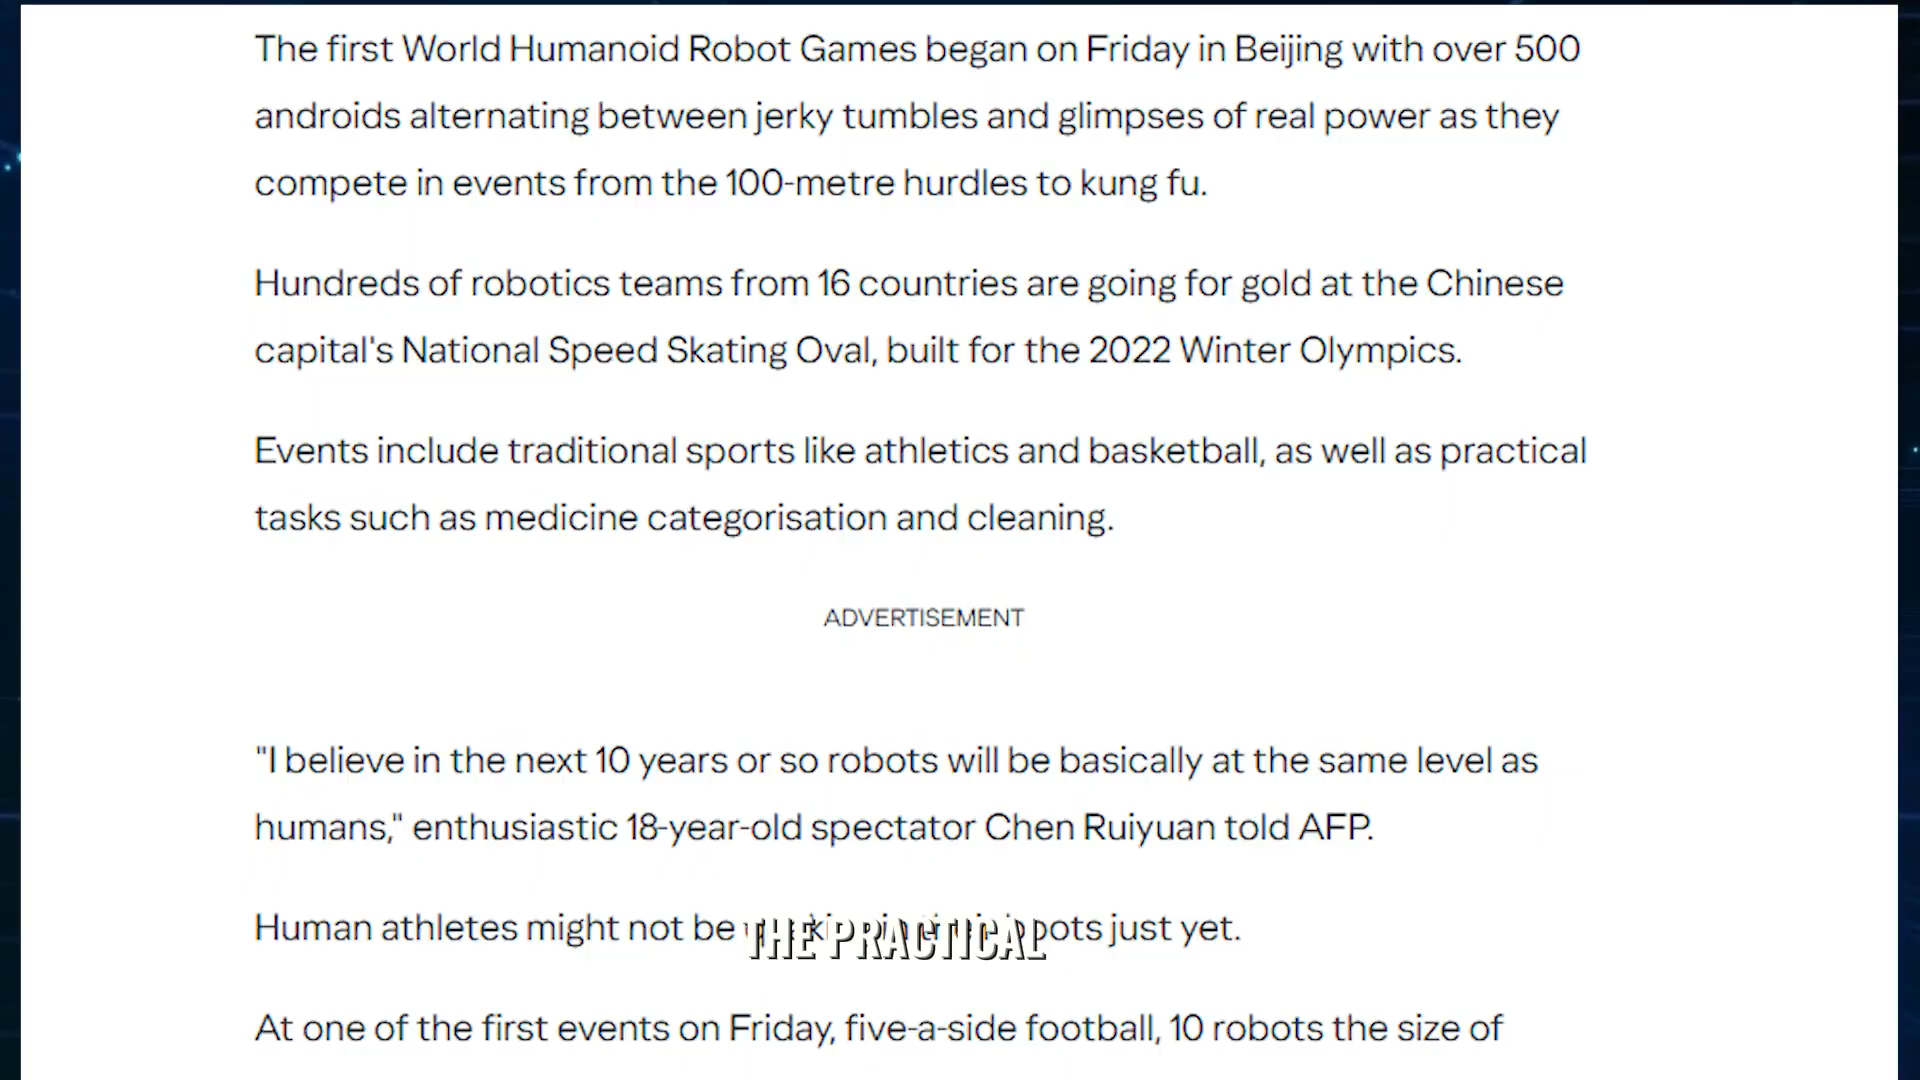 The first World Humanoid Robot Games began on Friday in Beijing with over 500
androids alternating between jerky tumbles and glimpses of real power as they
compete in events from the 100-metre hurdles to kung fu.
Hundreds of robotics teams from 16 countries are going for gold at the Chinese
capital's National Speed Skating Oval, built for the 2022 Winter Olympics.
Events include traditional sports like athletics and basketball, as well as practical
tasks such as medicine categorisation and cleaning.
ADVERTISEMENT
"I believe in the next 10 years or so robots will be basically at the same level as
humans," enthusiastic 18-year-old spectator Chen Ruiyuan told AFP.
Human athletes might not be just yet.
THE PRACTICAL
At one of the first events on Friday, five-a-side football, 10 robots the size of